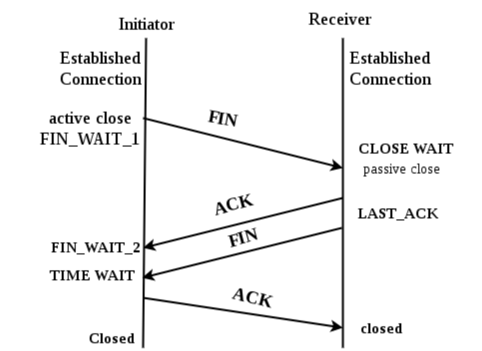 Initiator
Receiver
Established
Connection
Established
Connection
active close
FIN_WAIT_1
FIN
CLOSE WAIT
passive close
ACK
LAST_ACK
FIN
FIN_WAIT_2
TIME WAIT
ACK
closed
Closed